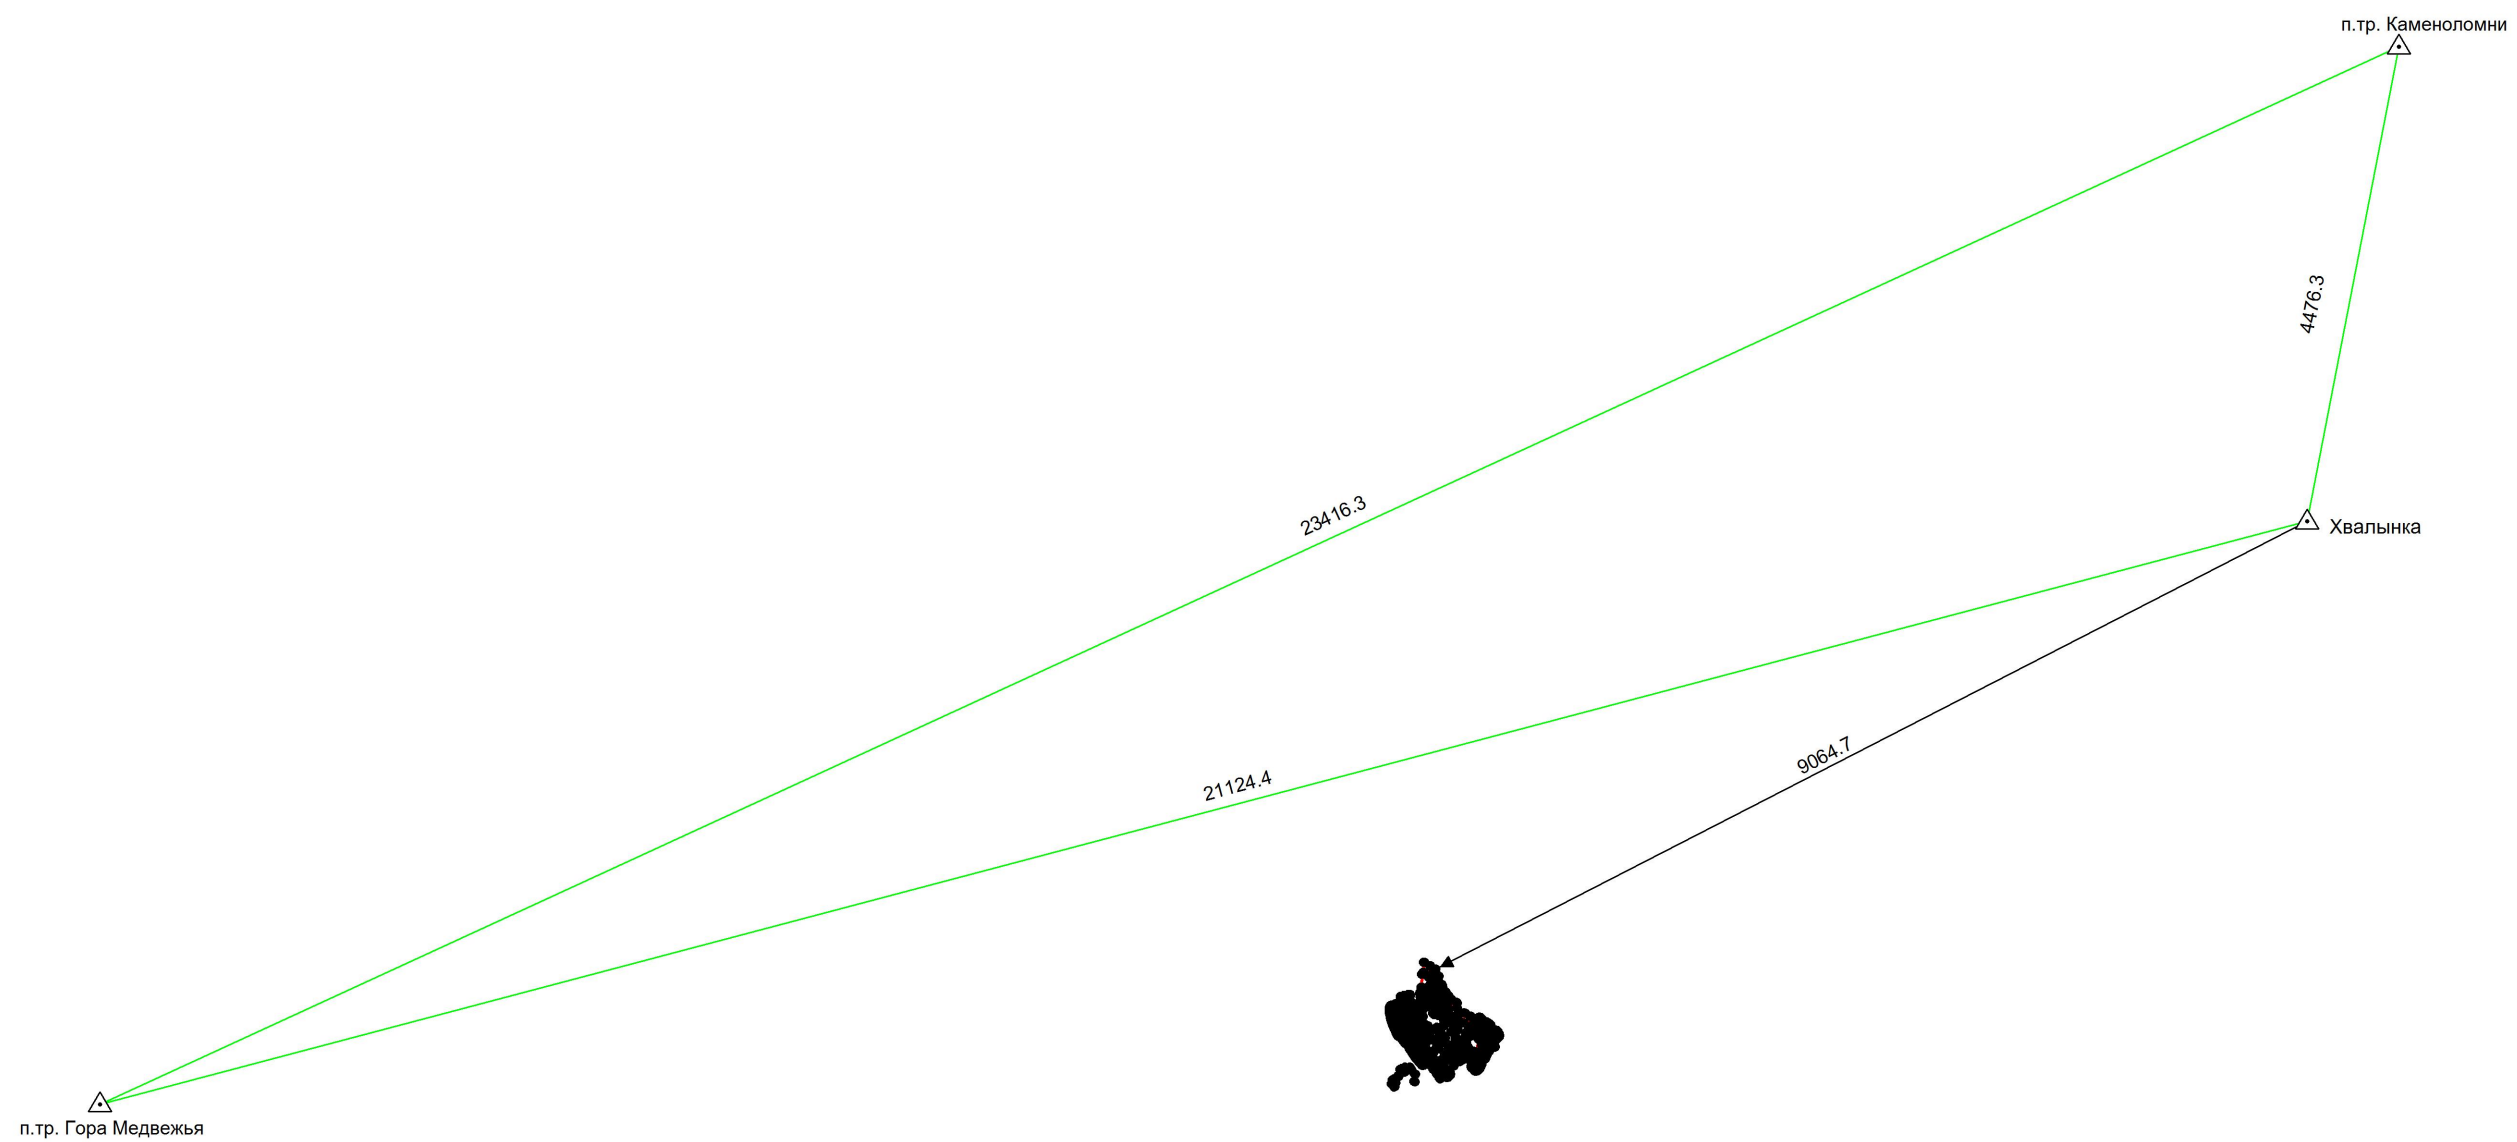 п.тр. Каменоломни
4476.3
23416.3
Хвалынка
9064.7
21124.4
п.тр. Гора Медвежья